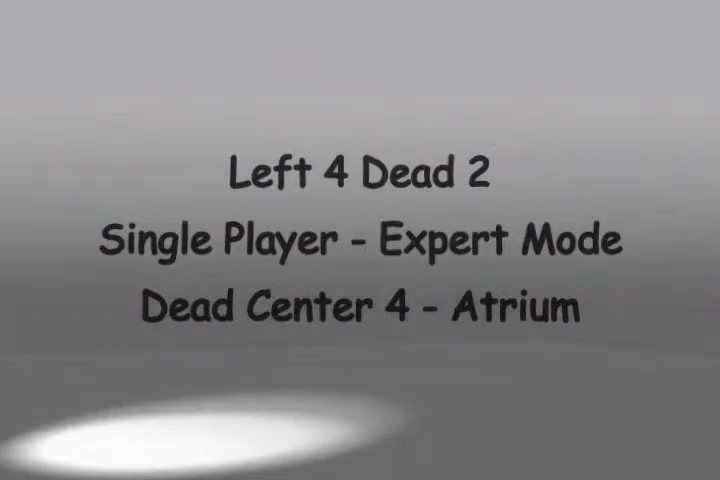 Left 4 Dead 2
Single Player - Expert Mode
Dead Center 4 - Atrium